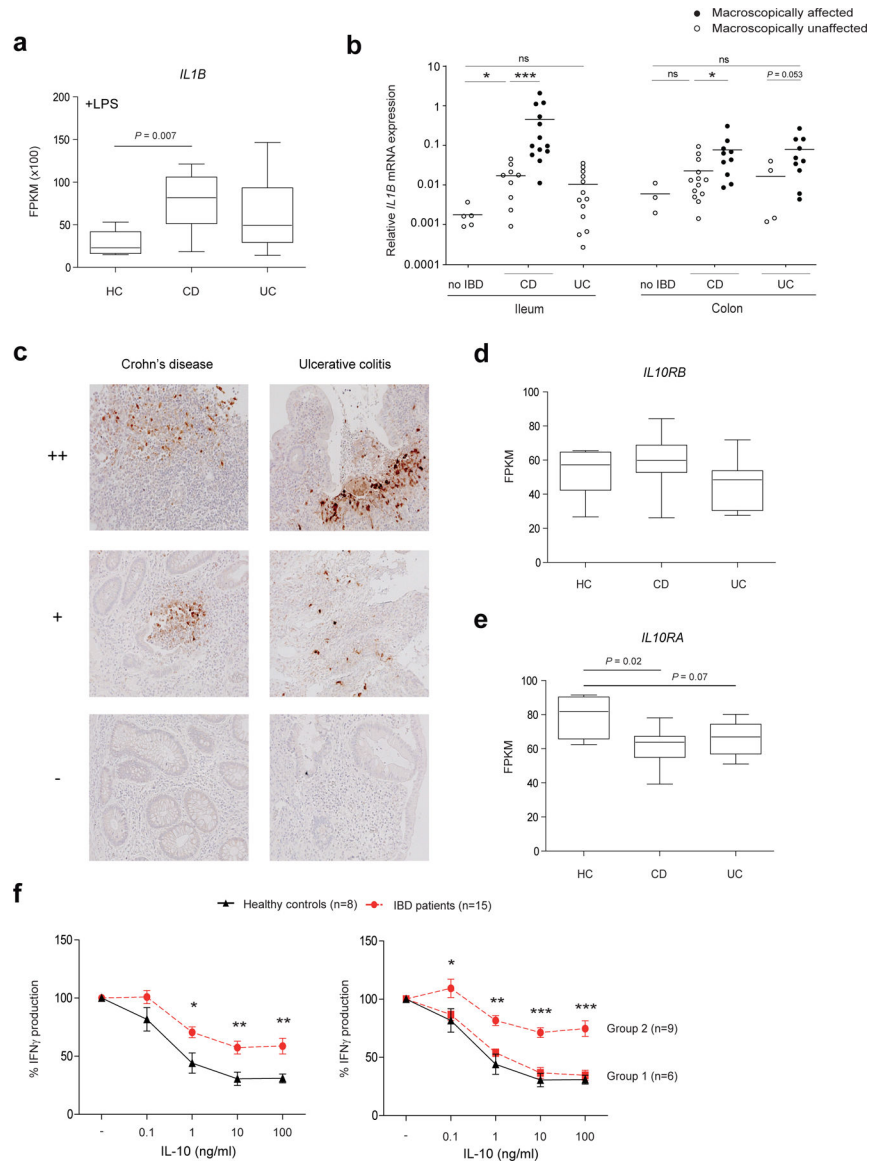 Macroscopically affected
Macroscopically unaffected
a
IL1B
+LPS
P = 0.007
FPKM (x100)
200
150
100
50
0
HC CD UC
b
ns ns
* *** ns * P = 0.053
Relative IL1B mRNA expression
10
1
0.1
0.01
0.001
0.0001
no IBD CD UC no IBD CD UC
Ileum Colon
c
Crohn's disease Ulcerative colitis
++
+
-
d
IL10RB
FPKM
100
80
60
40
20
0
HC CD UC
e
IL10RA
P = 0.02
P = 0.07
FPKM
100
80
60
40
20
0
HC CD UC
f
Healthy controls (n=8) IBD patients (n=15)
% IFNγ production
150
100
50
0
* ** **
- 0.1 1 10 100
IL-10 (ng/ml)
% IFNγ production
150
100
50
0
* ** *** ***
Group 2 (n=9)
Group 1 (n=6)
- 0.1 1 10 100
IL-10 (ng/ml)